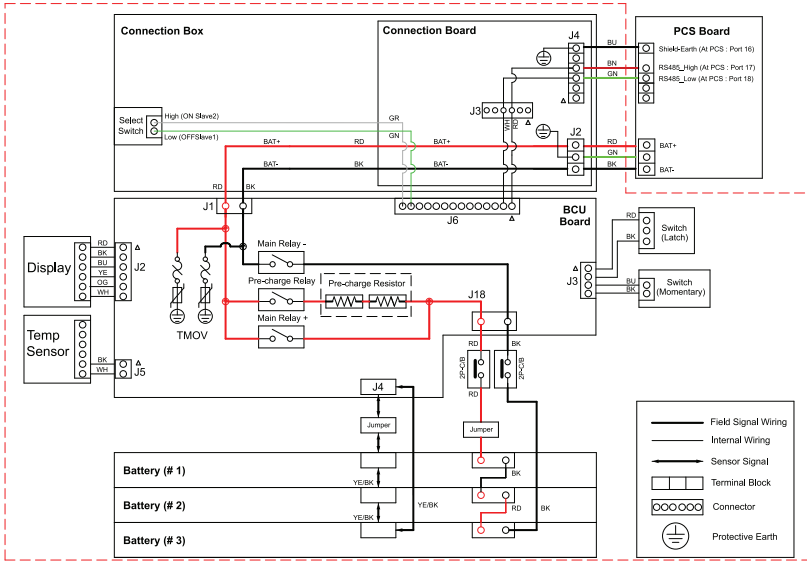 Connection Box
Connection Board
PCS Board
J4
BU
Shield-Earth (At PCS : Port 16)
BN
RS485_High (At PCS : Port 17)
GN
RS485_Low (At PCS : Port 18)
Select
Switch
High (ON Slave2)
Low (OFFSlave1)
J3
WH
RD
GR
GN
J2
BAT+
RD
BAT+
RD
BAT+
GN
BAT-
BK
BAT-
BK
BAT-
RD
BK
J1
J6
BCU
Board
Main Relay -
Pre-charge Relay
Pre-charge Resistor
Main Relay +
TMOV
J18
Display
RD
BK
BU
YE
OG
WH
J2
Temp
Sensor
BK
WH
J5
J3
RD
BK
Switch
(Latch)
BU
BK
Switch
(Momentary)
RD
BK
2P-C/B
2P-C/B
RD
J4
Jumper
Jumper
Battery (# 1)
YE/BK
BK
Battery (# 2)
YE/BK
YE/BK
RD
BK
Battery (# 3)
Field Signal Wiring
Internal Wiring
Sensor Signal
Terminal Block
Connector
Protective Earth